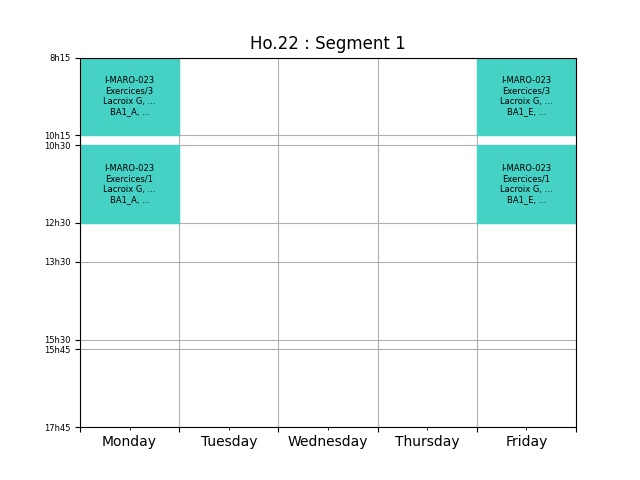 Ho.22 : Segment 1
8h15
I-MARO-023
Exercices/3
Lacroix G, ...
BA1_A, ...
I-MARO-023
Exercices/3
Lacroix G, ...
BA1_E, ...
10h15
10h30
I-MARO-023
Exercices/1
Lacroix G, ...
BA1_A, ...
I-MARO-023
Exercices/1
Lacroix G, ...
BA1_E, ...
12h30
13h30
15h30
15h45
17h45
Monday Tuesday Wednesday Thursday Friday